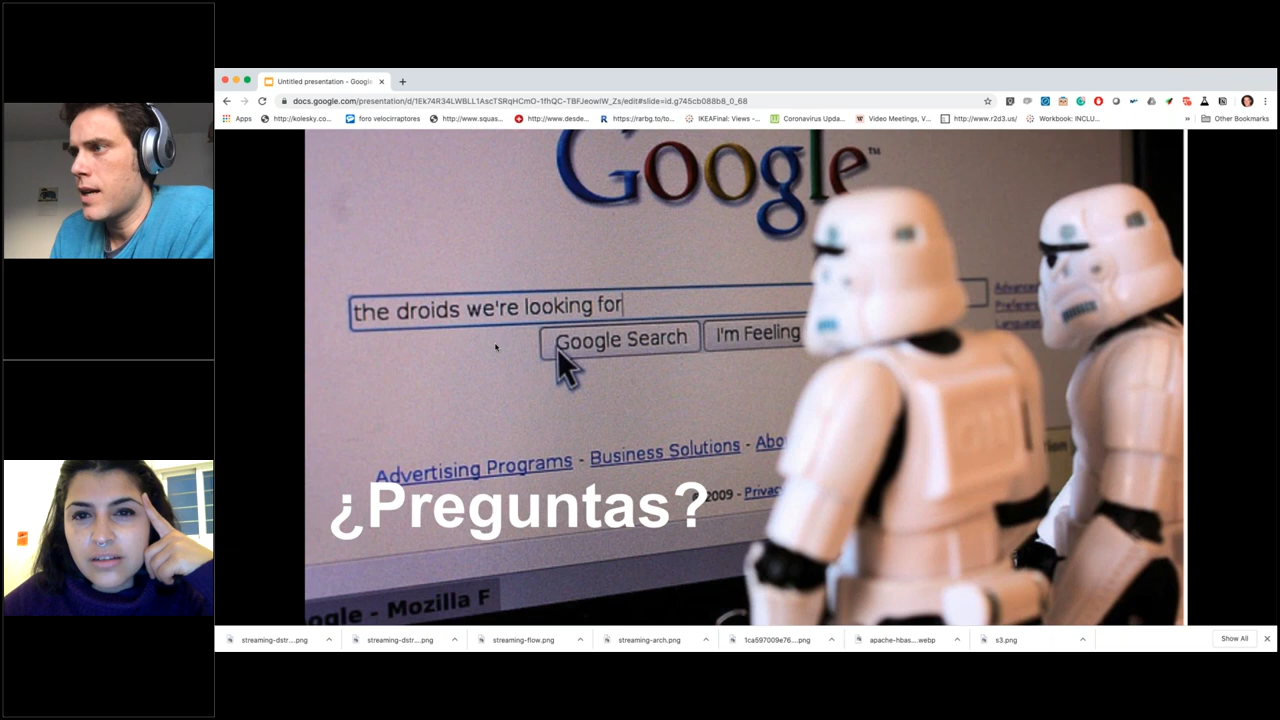 Untitled presentation - Google
docs.google.com/presentation/d/1Ek74R34LWBLL1AscTSRqHCmO-1fhQC-TBFJeowIW_Zs/edit#slide=id.g745cb088b8_0_68
Apps
http://kolesky.co...
foro velocirraptores
http://www.squas...
http://www.desde...
https://rarbg.to/to...
IKEAFinal: Views -...
Coronavirus Upda...
Video Meetings, V...
http://www.r2d3.us/
Workbook: INCLU...
»
Other Bookmarks
Google™
the droids we're looking for
Google Search
I'm Feeling
Language
Advertising Programs - Business Solutions - Abo
2009 - Privac
¿Preguntas?
ogle - Mozilla F
streaming-dstr....png
streaming-dstr....png
streaming-flow.png
streaming-arch.png
1ca597009e76....png
apache-hbas....webp
s3.png
Show All